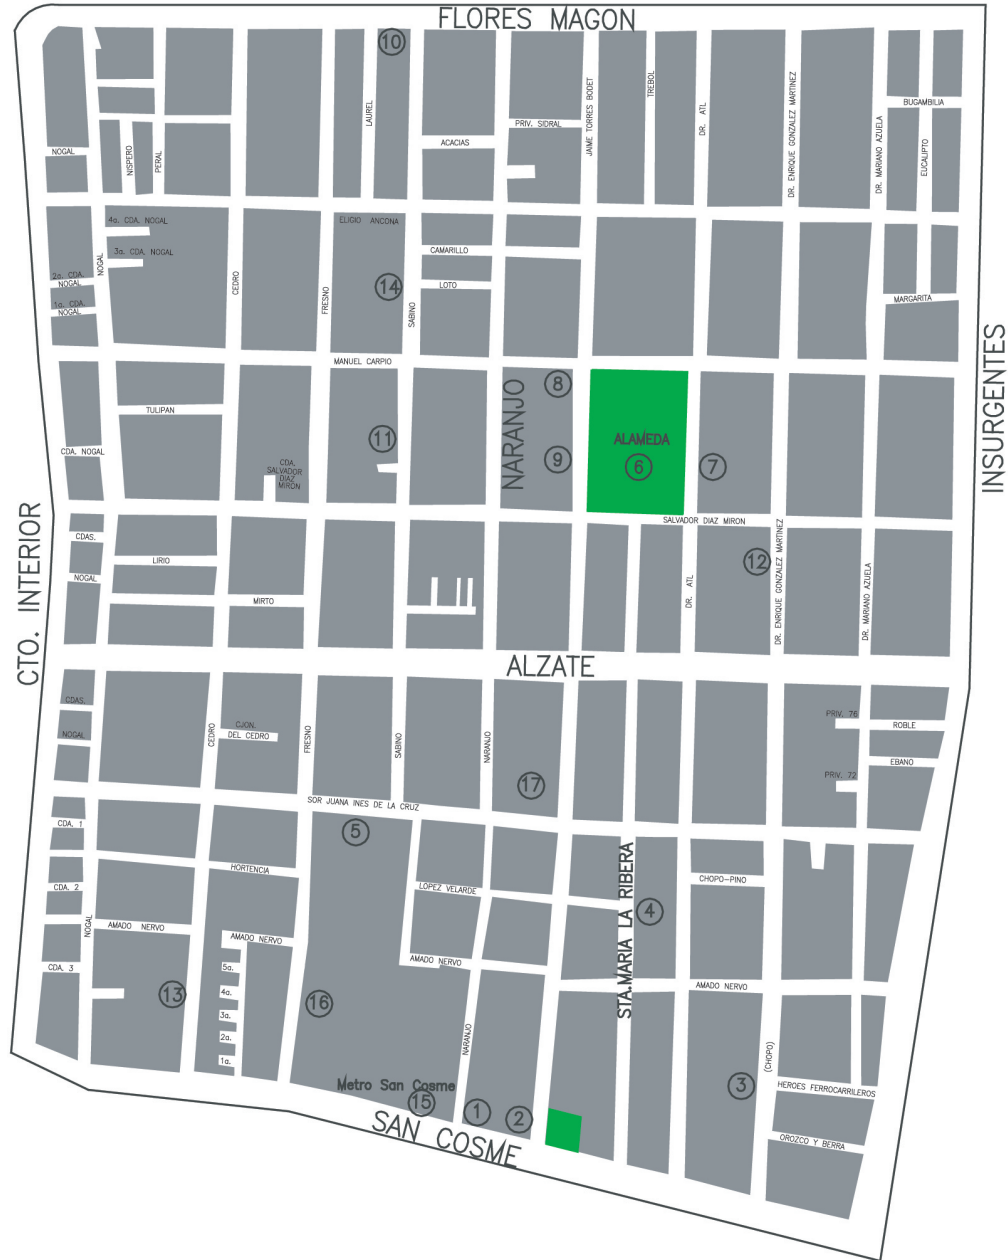 FLORES MAGON
10
LAUREL
JAIME TORRES BODET
TREBOL
DR. ATL
DR. ENRIQUE GONZALEZ MARTINEZ
DR. MARIANO AZUELA
BUGAMBILIA
EUCALIPTO
PRIV. SIDRAL
ACACIAS
NOGAL
NISPERO
PERAL
4a. CDA. NOGAL
ELIGIO ANCONA
3a. CDA. NOGAL
CAMARILLO
NOGAL
2a. CDA.
NOGAL
CEDRO
FRESNO
14
SABINO
LOTO
1a. CDA.
NOGAL
MARGARITA
MANUEL CARPIO
INSURGENTES
NARANJO
8
TULIPAN
11
ALAMEDA
6
7
9
CDA. NOGAL
CDA.
SALVADOR
DIAZ
MIRON
SALVADOR DIAZ MIRON
CTO. INTERIOR
CDAS.
NOGAL
LIRIO
12
DR. ATL
DR. ENRIQUE GONZALEZ MARTINEZ
DR. MARIANO AZUELA
MIRTO
ALZATE
CDAS.
NOGAL
CEDRO
CJON.
DEL CEDRO
FRESNO
SABINO
NARANJO
PRIV. 76
ROBLE
EBANO
PRIV. 72
17
SOR JUANA INES DE LA CRUZ
CDA. 1
5
STA.MARIA LA RIBERA
HORTENCIA
CHOPO-PINO
CDA. 2
LOPEZ VELARDE
4
NOGAL
AMADO NERVO
AMADO NERVO
AMADO NERVO
CDA. 3
5a.
4a.
3a.
2a.
1a.
13
16
AMADO NERVO
NARANJO
(CHOPO)
3
HEROES FERROCARRILEROS
Metro San Cosme
15
1
2
SAN COSME
OROZCO Y BERRA